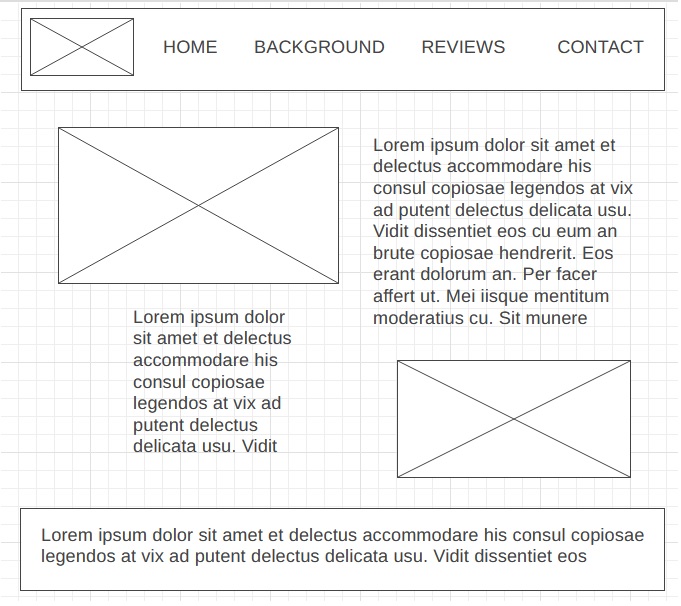 HOME BACKGROUND REVIEWS CONTACT
Lorem ipsum dolor sit amet et
delectus accommodare his
consul copiosae legendos at vix
ad putent delectus delicata usu.
Vidit dissentiet eos cu eum an
brute copiosae hendrerit. Eos
erant dolorum an. Per facer
affert ut. Mei iisque mentitum
moderatius cu. Sit munere
Lorem ipsum dolor
sit amet et delectus
accommodare his
consul copiosae
legendos at vix ad
putent delectus
delicata usu. Vidit
Lorem ipsum dolor sit amet et delectus accommodare his consul copiosae
legendos at vix ad putent delectus delicata usu. Vidit dissentiet eos